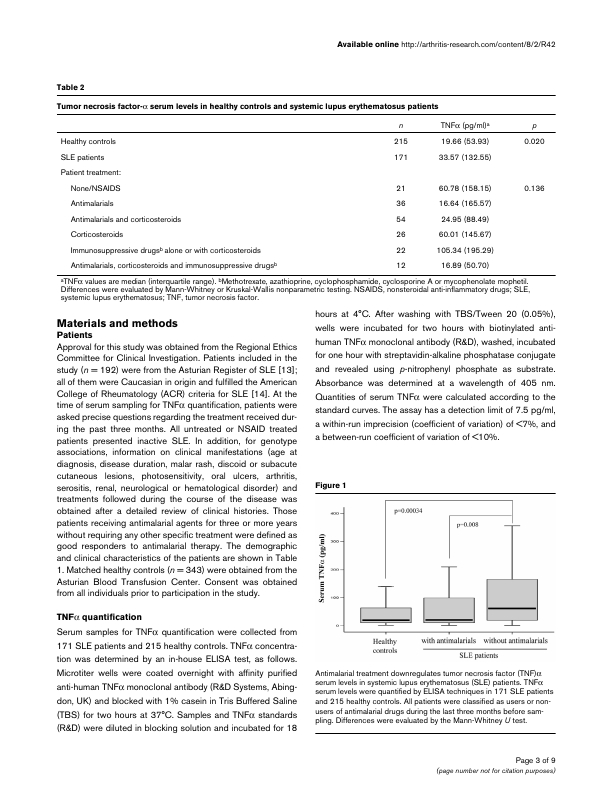 Available online http://arthritis-research.com/content/8/2/R42
Table 2
Tumor necrosis factor-α serum levels in healthy controls and systemic lupus erythematosus patients
n TNFα (pg/ml)ᵃ p
Healthy controls 215 19.66 (53.93) 0.020
SLE patients 171 33.57 (132.55)
Patient treatment:
None/NSAIDS 21 60.78 (158.15) 0.136
Antimalarials 36 16.64 (165.57)
Antimalarials and corticosteroids 54 24.95 (88.49)
Corticosteroids 26 60.01 (145.67)
Immunosuppressive drugsᵇ alone or with corticosteroids 22 105.34 (195.29)
Antimalarials, corticosteroids and immunosuppressive drugsᵇ 12 16.89 (50.70)
ᵃTNFα values are median (interquartile range). ᵇMethotrexate, azathioprine, cyclophosphamide, cyclosporine A or mycophenolate mophetil.
Differences were evaluated by Mann-Whitney or Kruskal-Wallis nonparametric testing. NSAIDS, nonsteroidal anti-inflammatory drugs; SLE,
systemic lupus erythematosus; TNF, tumor necrosis factor.
Materials and methods
Patients
Approval for this study was obtained from the Regional Ethics
Committee for Clinical Investigation. Patients included in the
study (n = 192) were from the Asturian Register of SLE [13];
all of them were Caucasian in origin and fulfilled the American
College of Rheumatology (ACR) criteria for SLE [14]. At the
time of serum sampling for TNFα quantification, patients were
asked precise questions regarding the treatment received dur-
ing the past three months. All untreated or NSAID treated
patients presented inactive SLE. In addition, for genotype
associations, information on clinical manifestations (age at
diagnosis, disease duration, malar rash, discoid or subacute
cutaneous lesions, photosensitivity, oral ulcers, arthritis,
serositis, renal, neurological or hematological disorder) and
treatments followed during the course of the disease was
obtained after a detailed review of clinical histories. Those
patients receiving antimalarial agents for three or more years
without requiring any other specific treatment were defined as
good responders to antimalarial therapy. The demographic
and clinical characteristics of the patients are shown in Table
1. Matched healthy controls (n = 343) were obtained from the
Asturian Blood Transfusion Center. Consent was obtained
from all individuals prior to participation in the study.
TNFα quantification
Serum samples for TNFα quantification were collected from
171 SLE patients and 215 healthy controls. TNFα concentra-
tion was determined by an in-house ELISA test, as follows.
Microtiter wells were coated overnight with affinity purified
anti-human TNFα monoclonal antibody (R&D Systems, Abing-
don, UK) and blocked with 1% casein in Tris Buffered Saline
(TBS) for two hours at 37°C. Samples and TNFα standards
(R&D) were diluted in blocking solution and incubated for 18
hours at 4°C. After washing with TBS/Tween 20 (0.05%),
wells were incubated for two hours with biotinylated anti-
human TNFα monoclonal antibody (R&D), washed, incubated
for one hour with streptavidin-alkaline phosphatase conjugate
and revealed using p-nitrophenyl phosphate as substrate.
Absorbance was determined at a wavelength of 405 nm.
Quantities of serum TNFα were calculated according to the
standard curves. The assay has a detection limit of 7.5 pg/ml,
a within-run imprecision (coefficient of variation) of <7%, and
a between-run coefficient of variation of <10%.
Figure 1
p=0.00034
p=0.008
Serum TNFα (pg/ml)
400
300
200
100
0
Healthy controls
with antimalarials without antimalarials
SLE patients
Antimalarial treatment downregulates tumor necrosis factor (TNF)α
serum levels in systemic lupus erythematosus (SLE) patients. TNFα
serum levels were quantified by ELISA techniques in 171 SLE patients
and 215 healthy controls. All patients were classified as users or non-
users of antimalarial drugs during the last three months before sam-
pling. Differences were evaluated by the Mann-Whitney U test.
Page 3 of 9
(page number not for citation purposes)